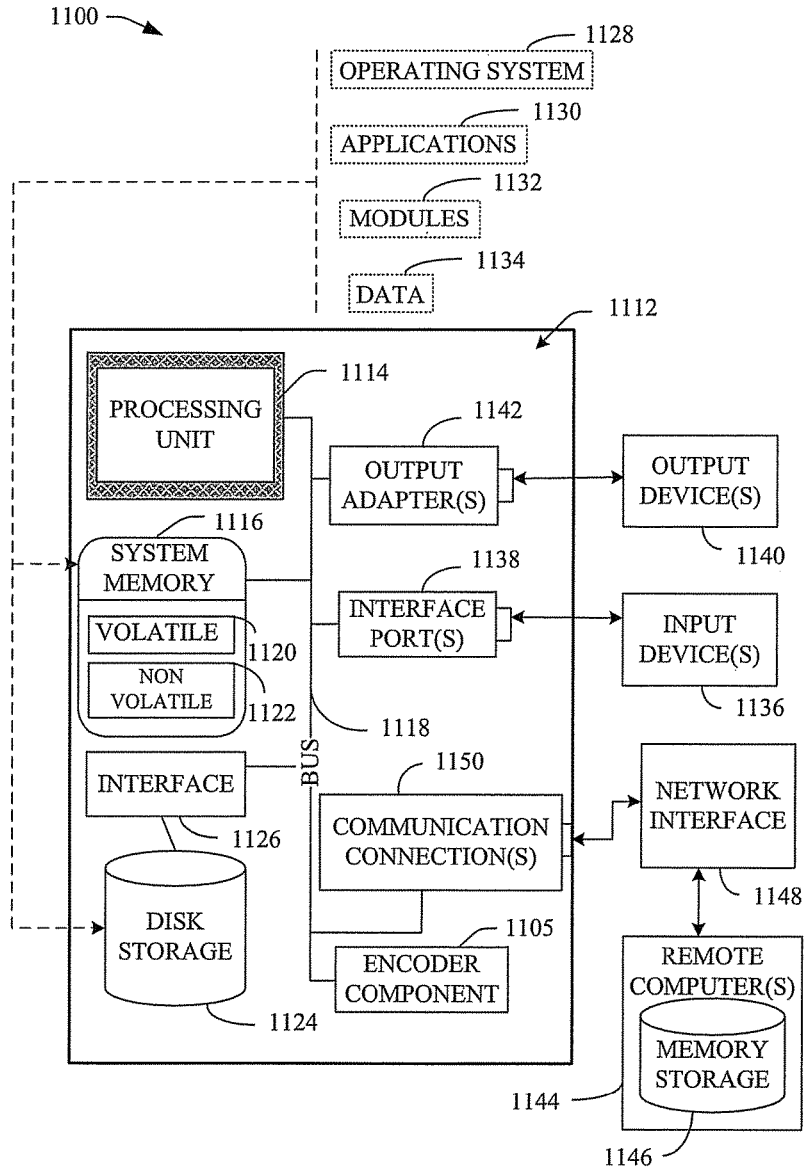 1100
1128
OPERATING SYSTEM
1130
APPLICATIONS
1132
MODULES
1134
DATA
1112
1114
PROCESSING
UNIT
1142
OUTPUT
ADAPTER(S)
OUTPUT
DEVICE(S)
1140
1116
SYSTEM
MEMORY
VOLATILE
1120
NON
VOLATILE
1122
1138
INTERFACE
PORT(S)
INPUT
DEVICE(S)
1136
1118
BUS
INTERFACE
1126
1150
COMMUNICATION
CONNECTION(S)
NETWORK
INTERFACE
1148
DISK
STORAGE
1124
1105
ENCODER
COMPONENT
REMOTE
COMPUTER(S)
MEMORY
STORAGE
1144
1146